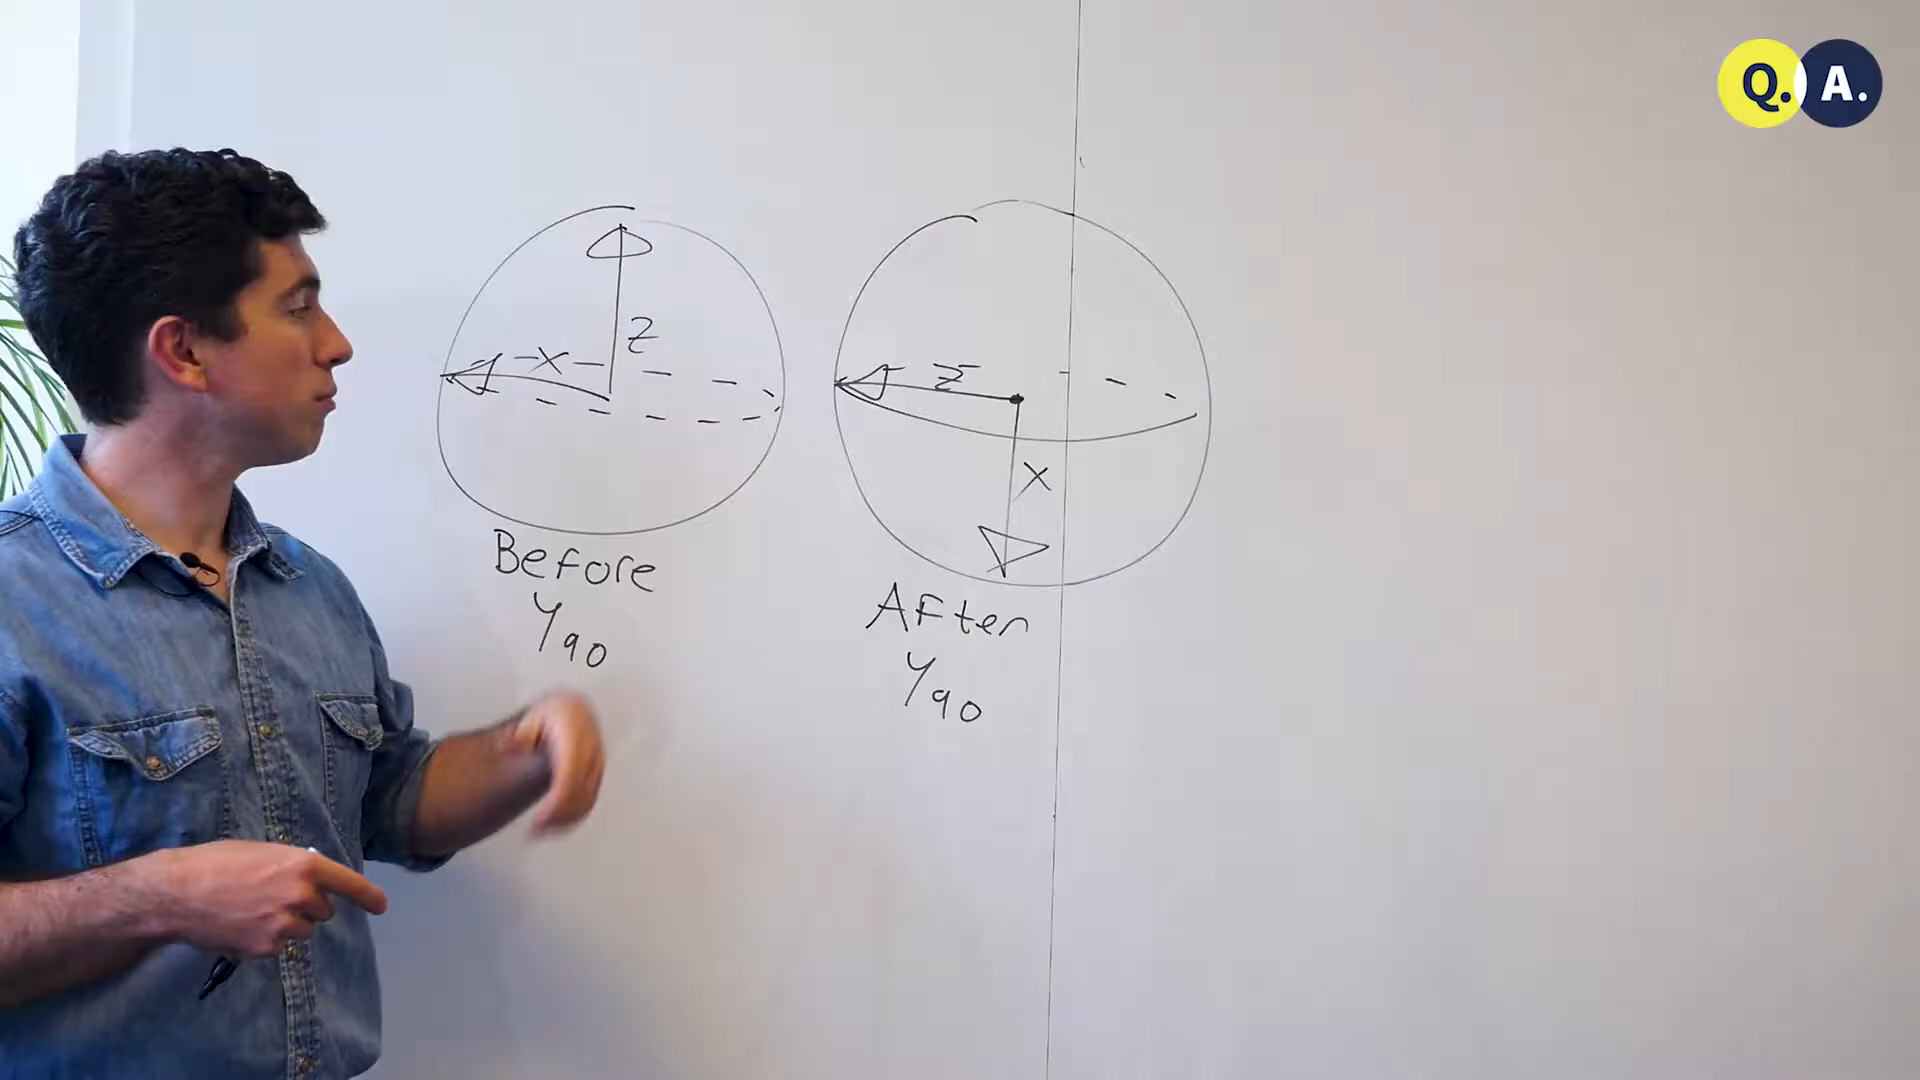 Q. A.
Z
X
Before
Y90
Z
X
After
Y90